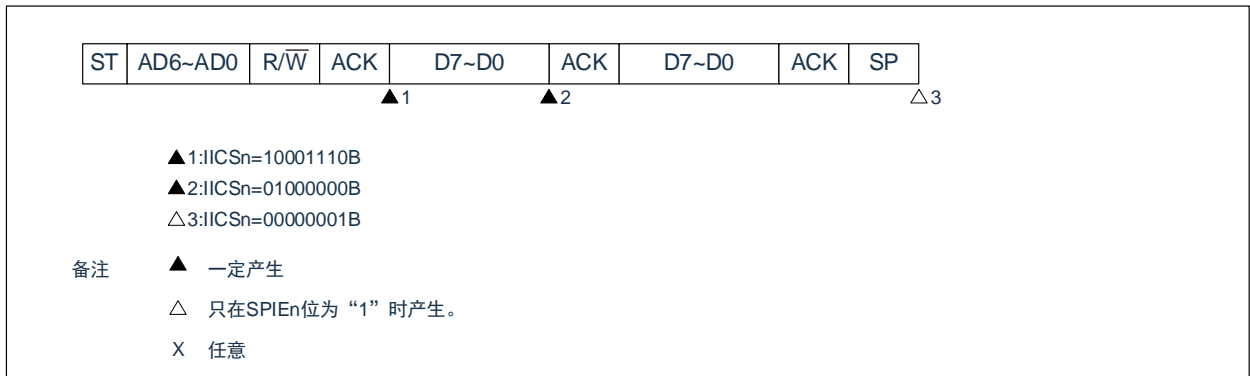 ST AD6~AD0 R/W̅ ACK D7~D0 ACK D7~D0 ACK SP
▲1 ▲2 △3
▲1:IICSn=10001110B
▲2:IICSn=01000000B
△3:IICSn=00000001B
备注 ▲ 一定产生
△ 只在SPIEn位为“1”时产生。
X 任意